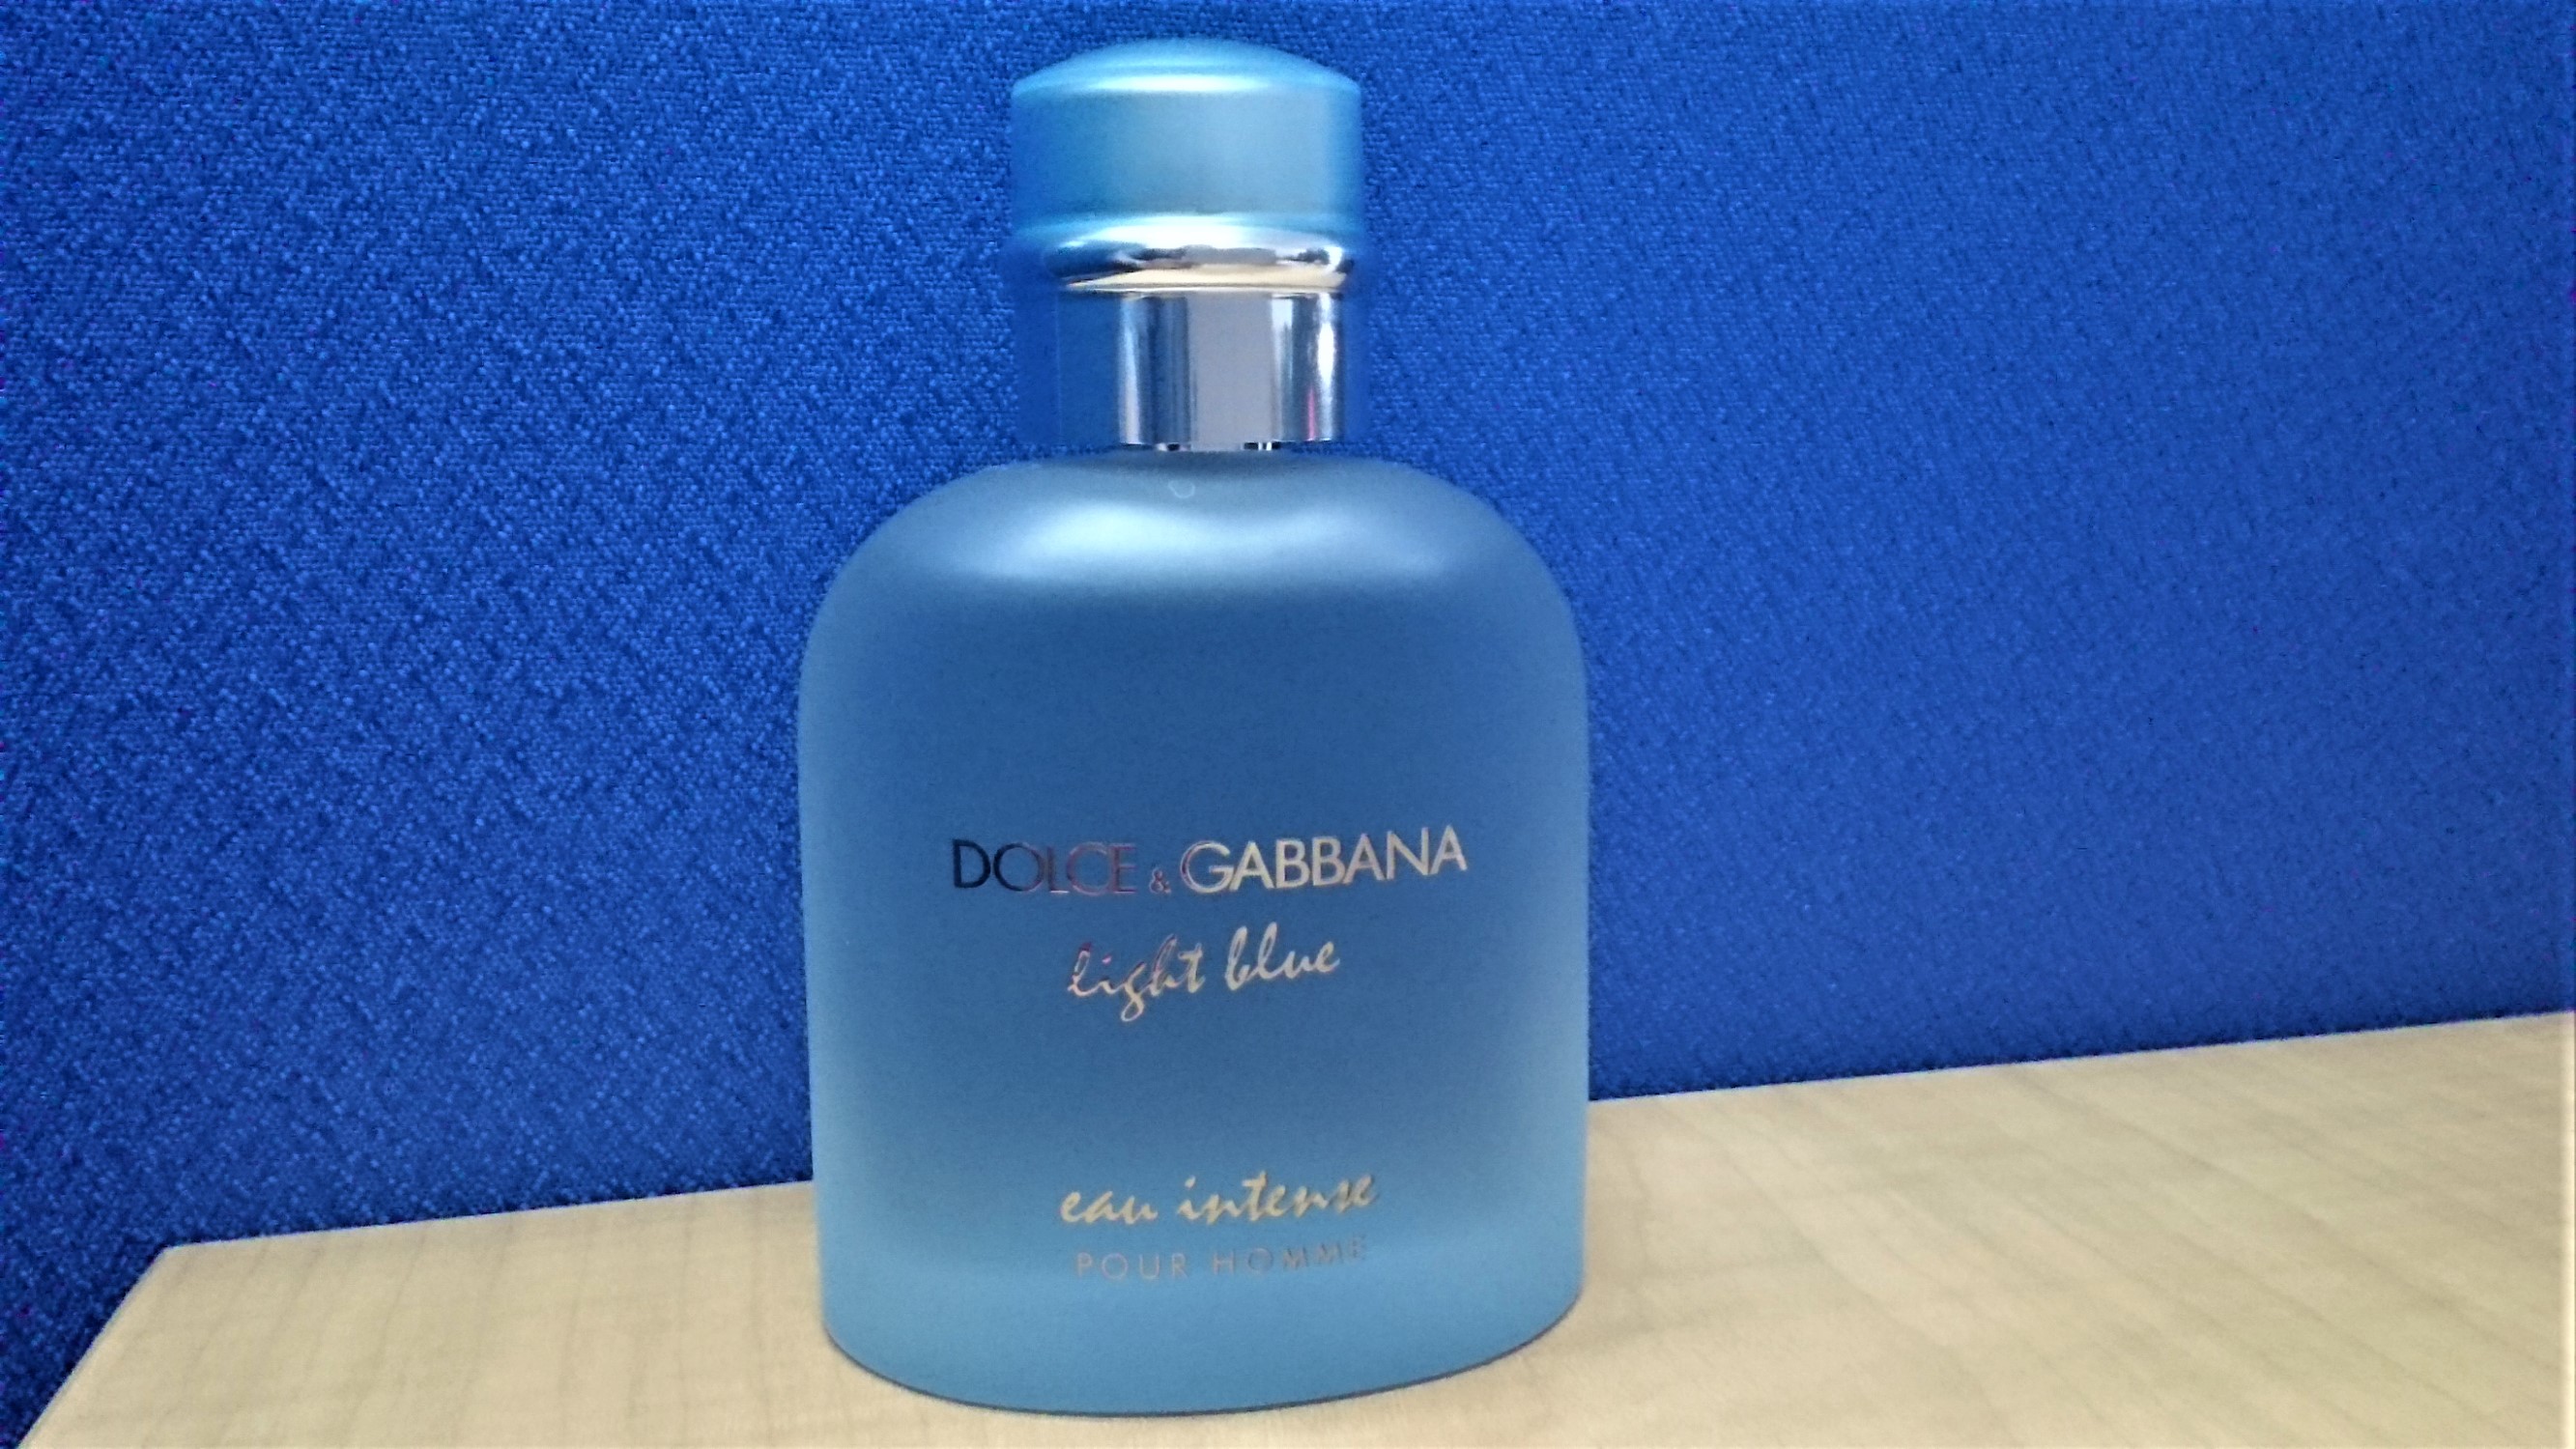 DOLCE & GABBANA
light blue
eau intense
POUR HOMME